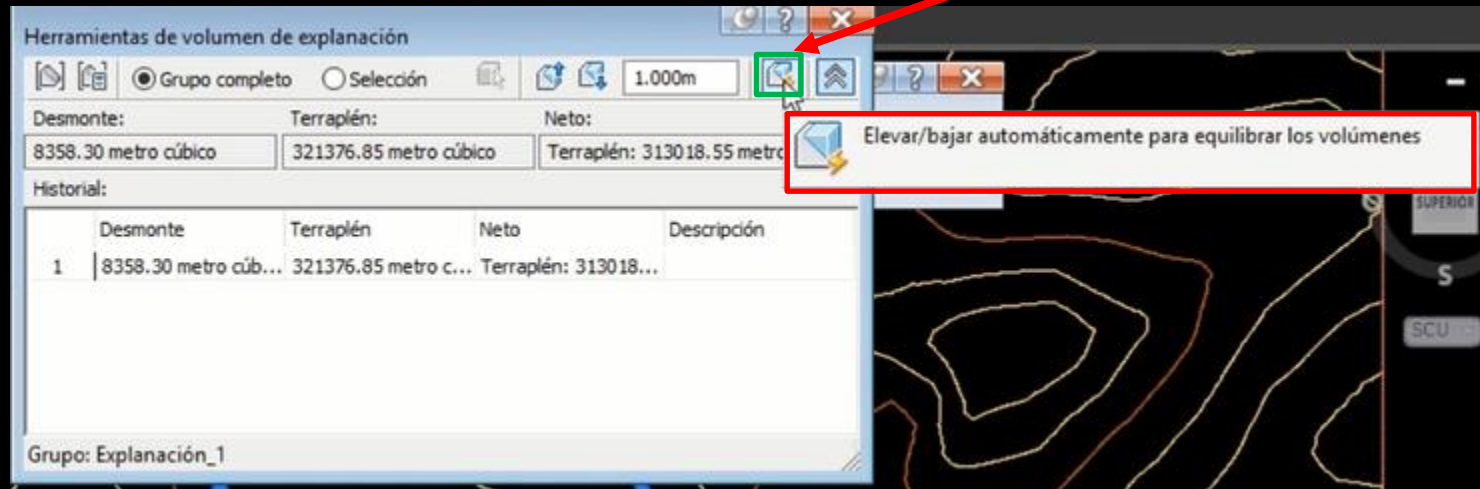 Herramientas de volumen de explanación
Grupo completo Selección 1.000m
Desmonte: Terraplén: Neto:
8358.30 metro cúbico 321376.85 metro cúbico Terraplén: 313018.55 metro
Elevar/bajar automáticamente para equilibrar los volúmenes
Historial:
Desmonte Terraplén Neto Descripción
1 8358.30 metro cúb... 321376.85 metro c... Terraplén: 313018...
Grupo: Explanación_1
SUPERIOR
S
SCU